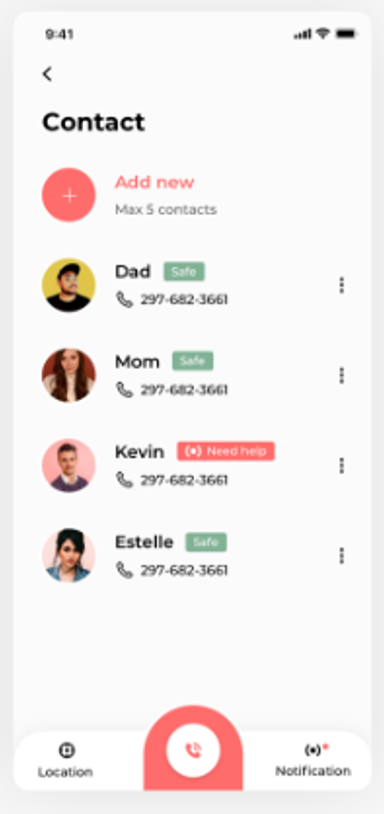 9:41
Contact
Add new
Max 5 contacts
Dad Safe
297-682-3661
Mom Safe
297-682-3661
Kevin Need help
297-682-3661
Estelle Safe
297-682-3661
Location
Notification